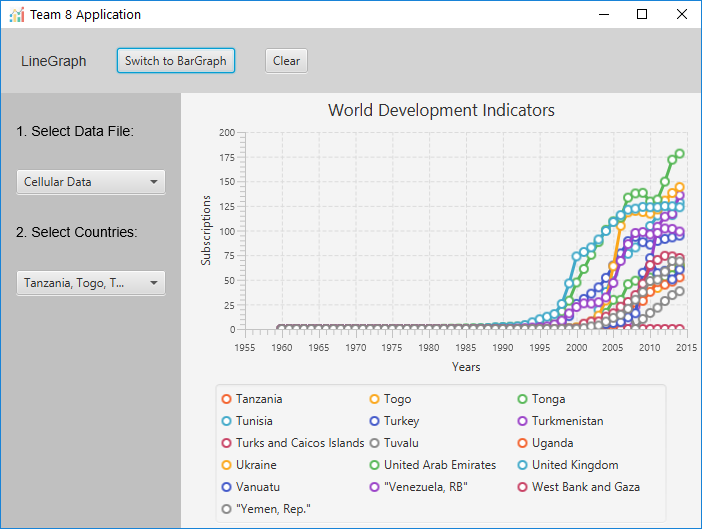 Team 8 Application
LineGraph
Switch to BarGraph
Clear
1. Select Data File:
Cellular Data
2. Select Countries:
Tanzania, Togo, T...
World Development Indicators
200
175
150
125
100
75
50
25
0
Subscriptions
1955 1960 1965 1970 1975 1980 1985 1990 1995 2000 2005 2010 2015
Years
Tanzania Togo Tonga
Tunisia Turkey Turkmenistan
Turks and Caicos Islands Tuvalu Uganda
Ukraine United Arab Emirates United Kingdom
Vanuatu "Venezuela, RB" West Bank and Gaza
"Yemen, Rep."